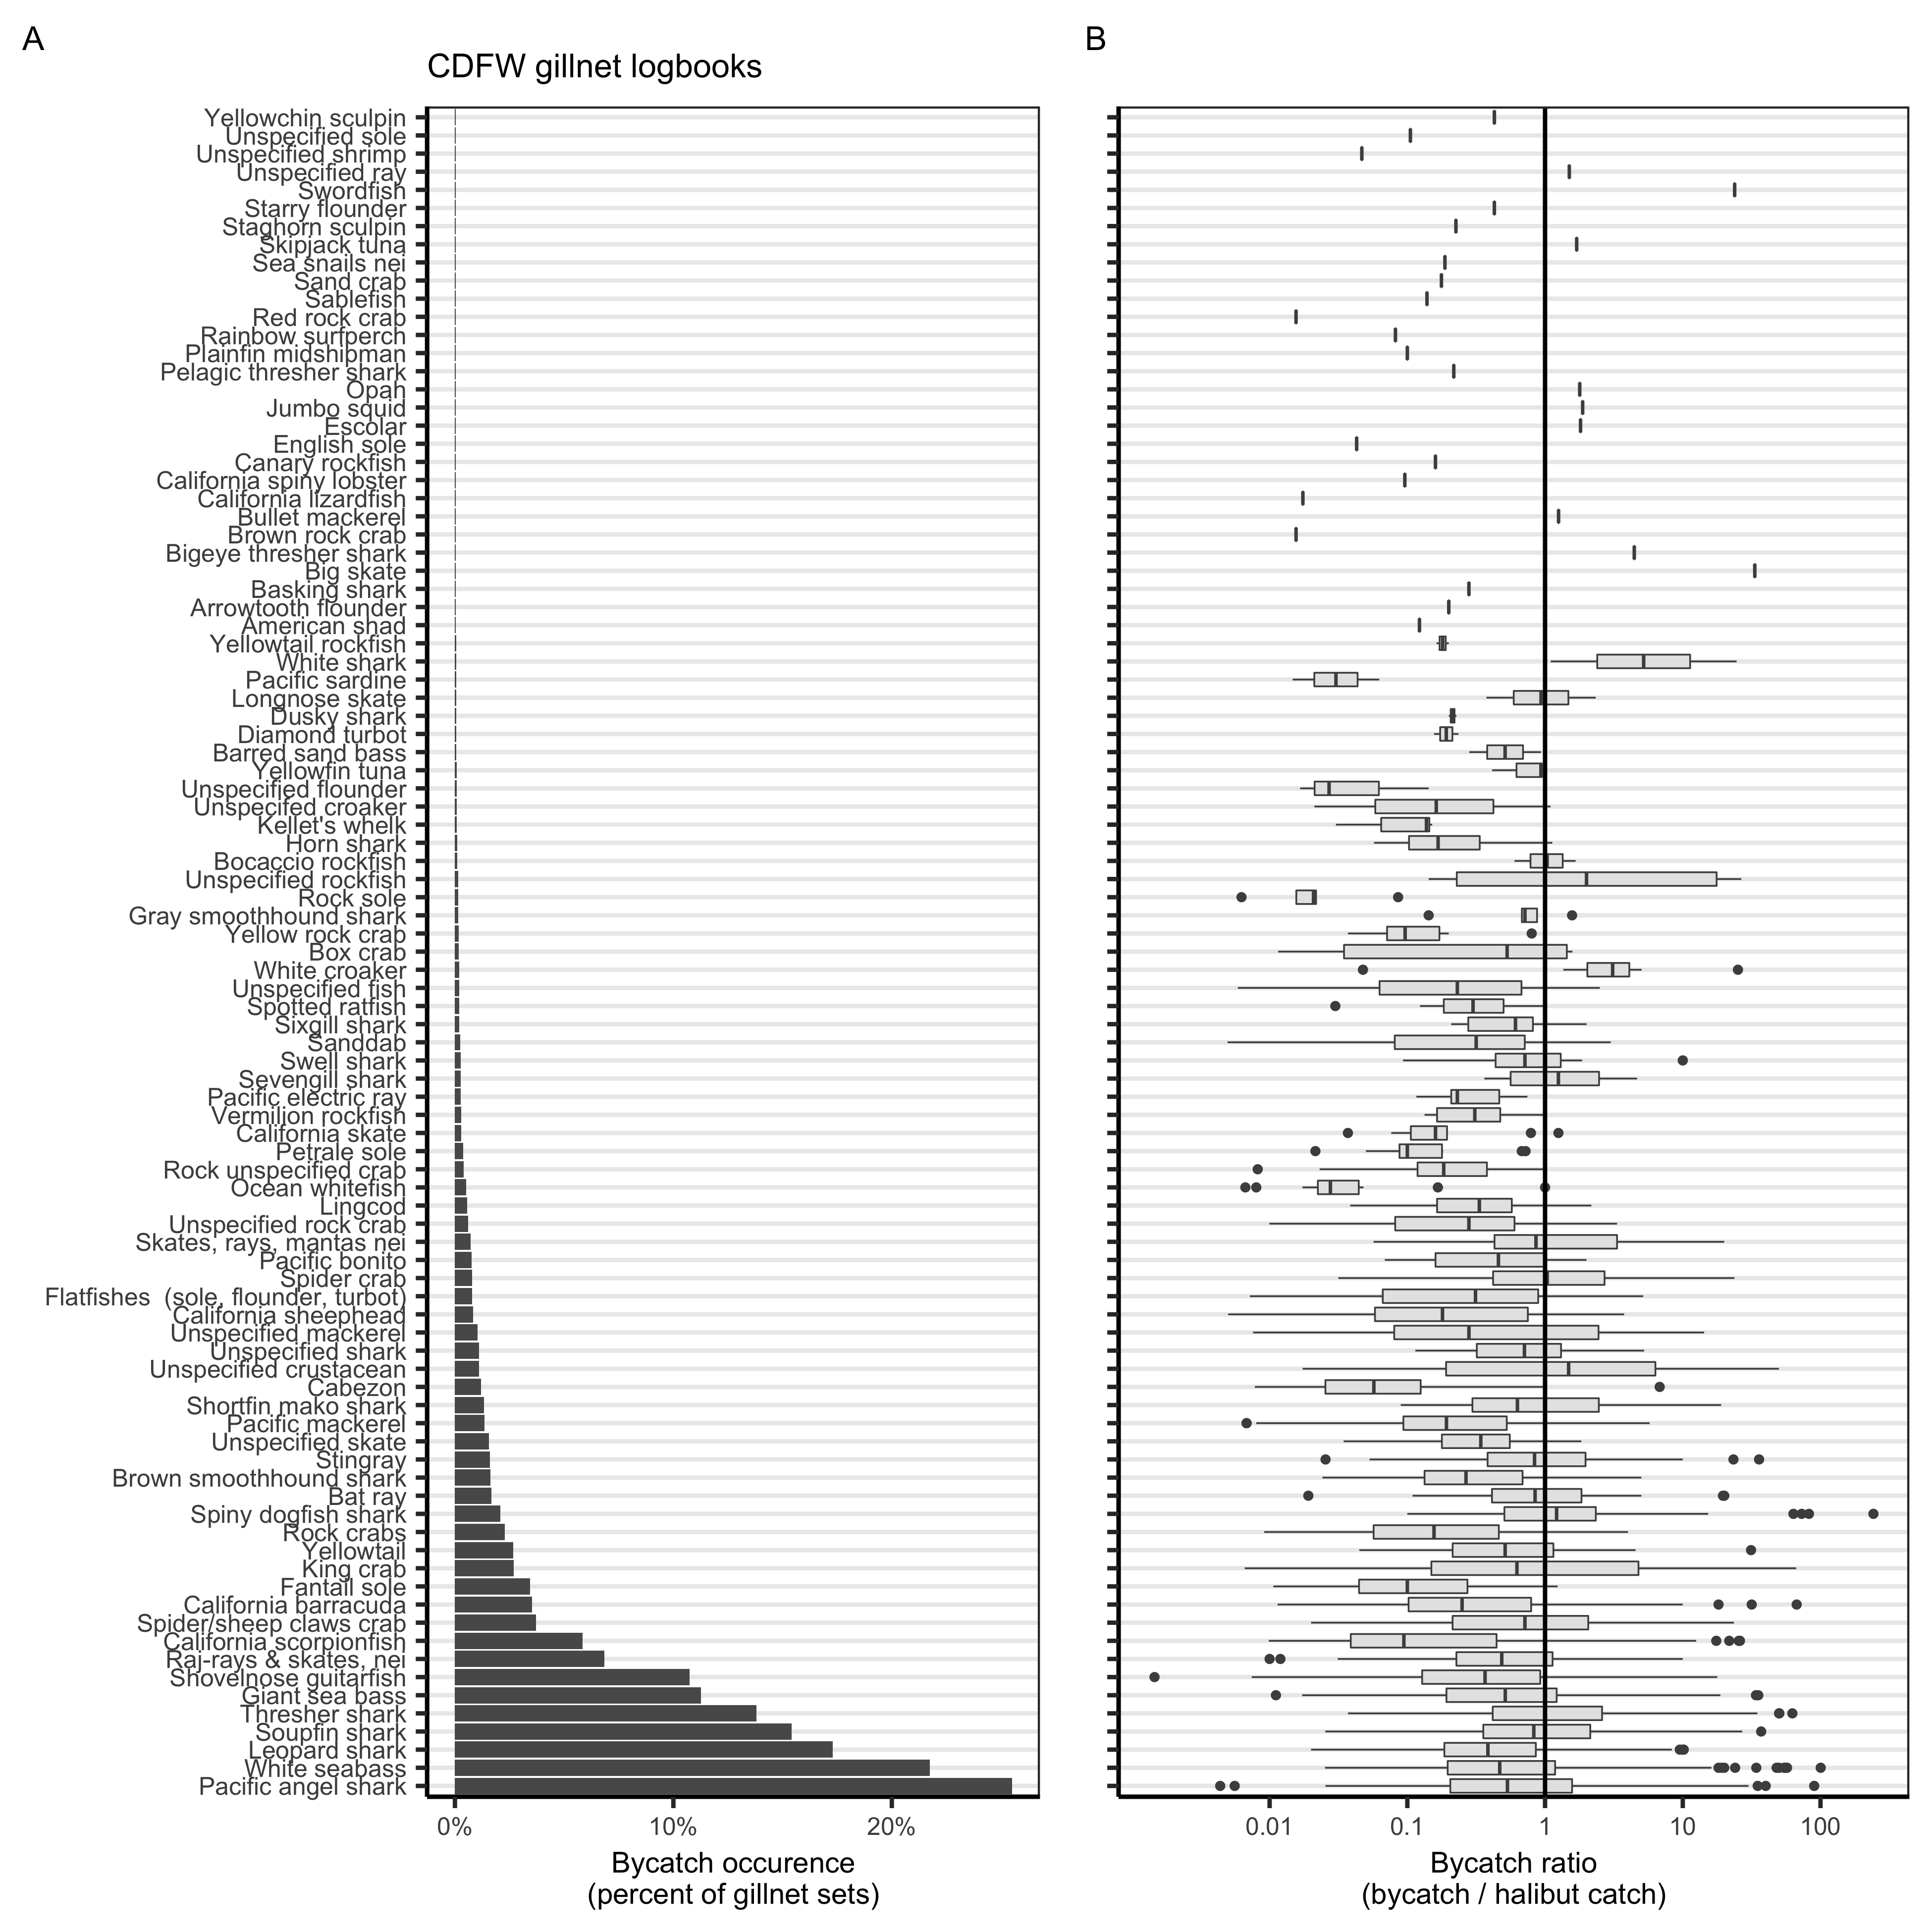 A
B
CDFW gillnet logbooks
Yellowchin sculpin
Unspecified sole
Unspecified shrimp
Unspecified ray
Swordfish
Starry flounder
Staghorn sculpin
Skipjack tuna
Sea snails nei
Sand crab
Sablefish
Red rock crab
Rainbow surfperch
Plainfin midshipman
Pelagic thresher shark
Opah
Jumbo squid
Escolar
English sole
Canary rockfish
California spiny lobster
California lizardfish
Bullet mackerel
Brown rock crab
Bigeye thresher shark
Big skate
Basking shark
Arrowtooth flounder
American shad
Yellowtail rockfish
White shark
Pacific sardine
Longnose skate
Dusky shark
Diamond turbot
Barred sand bass
Yellowfin tuna
Unspecified flounder
Unspecifed croaker
Kellet's whelk
Horn shark
Bocaccio rockfish
Unspecified rockfish
Rock sole
Gray smoothhound shark
Yellow rock crab
Box crab
White croaker
Unspecified fish
Spotted ratfish
Sixgill shark
Sanddab
Swell shark
Sevengill shark
Pacific electric ray
Vermilion rockfish
California skate
Petrale sole
Rock unspecified crab
Ocean whitefish
Lingcod
Unspecified rock crab
Skates, rays, mantas nei
Pacific bonito
Spider crab
Flatfishes  (sole, flounder, turbot)
California sheephead
Unspecified mackerel
Unspecified shark
Unspecified crustacean
Cabezon
Shortfin mako shark
Pacific mackerel
Unspecified skate
Stingray
Brown smoothhound shark
Bat ray
Spiny dogfish shark
Rock crabs
Yellowtail
King crab
Fantail sole
California barracuda
Spider/sheep claws crab
California scorpionfish
Raj-rays & skates, nei
Shovelnose guitarfish
Giant sea bass
Thresher shark
Soupfin shark
Leopard shark
White seabass
Pacific angel shark
0% 10% 20%
Bycatch occurence
(percent of gillnet sets)
0.01 0.1 1 10 100
Bycatch ratio
(bycatch / halibut catch)